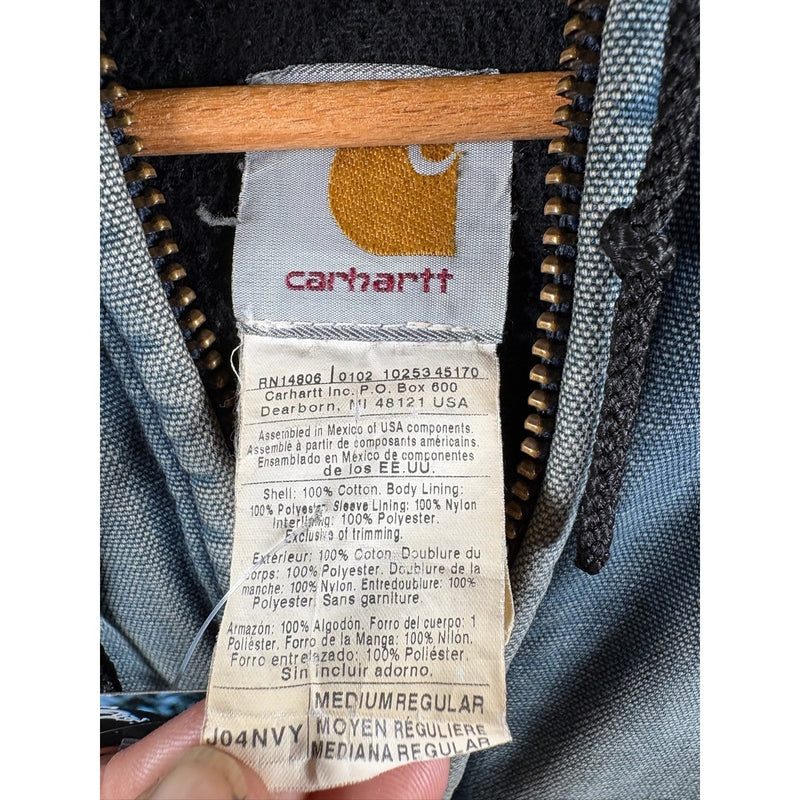 carhartt
RN14806 0102 10253 45170
Carhartt Inc. P.O. Box 600
Dearborn, MI 48121 USA
Assembled in Mexico of USA components.
Assemblé à partir de composants américains.
Ensamblado en México de componentes
de los EE.UU.
Shell: 100% Cotton. Body Lining:
100% Polyester. Sleeve Lining: 100% Nylon
Interlining: 100% Polyester.
Exclusive of trimming.
Extérieur: 100% Coton. Doublure du
corps: 100% Polyester. Doublure de la
manche: 100% Nylon. Entredoublure: 100%
Polyester. Sans garniture.
Armazón: 100% Algodón. Forro del cuerpo: 1
Poliéster. Forro de la Manga: 100% Nilón.
Forro entrelazado: 100% Poliéster.
Sin incluir adorno.
MEDIUM REGULAR
J04NVY MOYEN RÉGULIERE
MEDIANA REGULAR